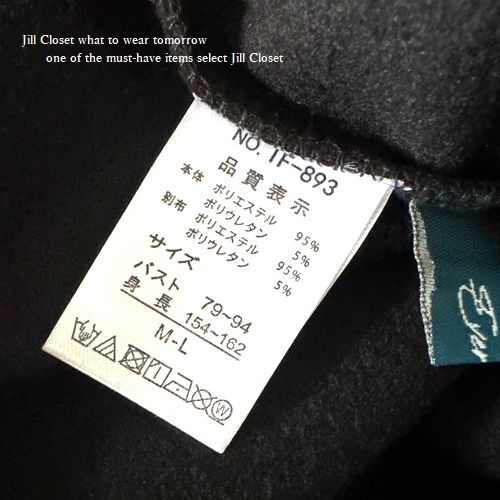 Jill Closet what to wear tomorrow
one of the must-have items select Jill Closet
NO. TF-893
品質表示
本体 ポリエステル 95%
ポリウレタン 5%
別布 ポリエステル 95%
ポリウレタン 5%
サイズ
バスト 79~94
身長 154~162
M-L
W